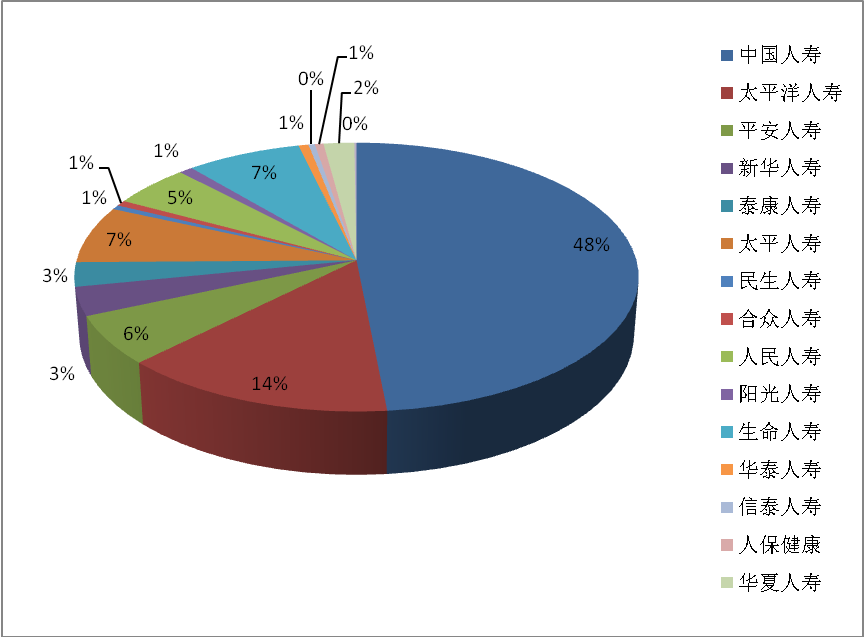 1%
0%
2%
1%
0%
1%
7%
1%
5%
1%
48%
7%
3%
6%
3%
14%
中国人寿
太平洋人寿
平安人寿
新华人寿
泰康人寿
太平人寿
民生人寿
合众人寿
人民人寿
阳光人寿
生命人寿
华泰人寿
信泰人寿
人保健康
华夏人寿